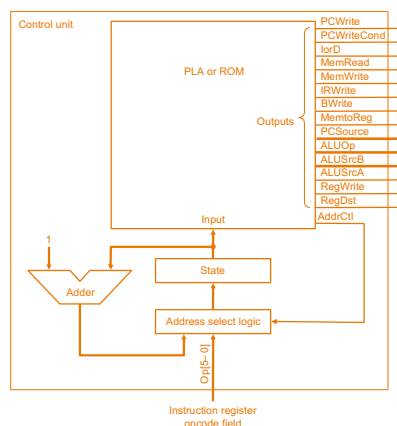 Control unit
PLA or ROM
Outputs
PCWrite
PCWriteCond
IorD
MemRead
MemWrite
IRWrite
BWrite
MemtoReg
PCSource
ALUOp
ALUSrcB
ALUSrcA
RegWrite
RegDst
AddrCtl
Input
1
State
Adder
Address select logic
Op[5–0]
Instruction register
opcode field